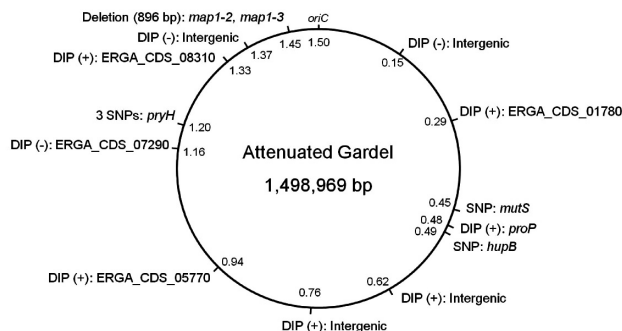 Deletion (896 bp): map1-2, map1-3
oriC
DIP (-): Intergenic
1.45
1.50
DIP (-): Intergenic
DIP (+): ERGA_CDS_08310
1.37
0.15
1.33
3 SNPs: pryH
DIP (+): ERGA_CDS_01780
0.29
1.20
DIP (-): ERGA_CDS_07290
1.16
Attenuated Gardel
1,498,969 bp
0.45
SNP: mutS
0.48
DIP (+): proP
0.49
SNP: hupB
0.94
DIP (+): ERGA_CDS_05770
0.62
0.76
DIP (+): Intergenic
DIP (+): Intergenic